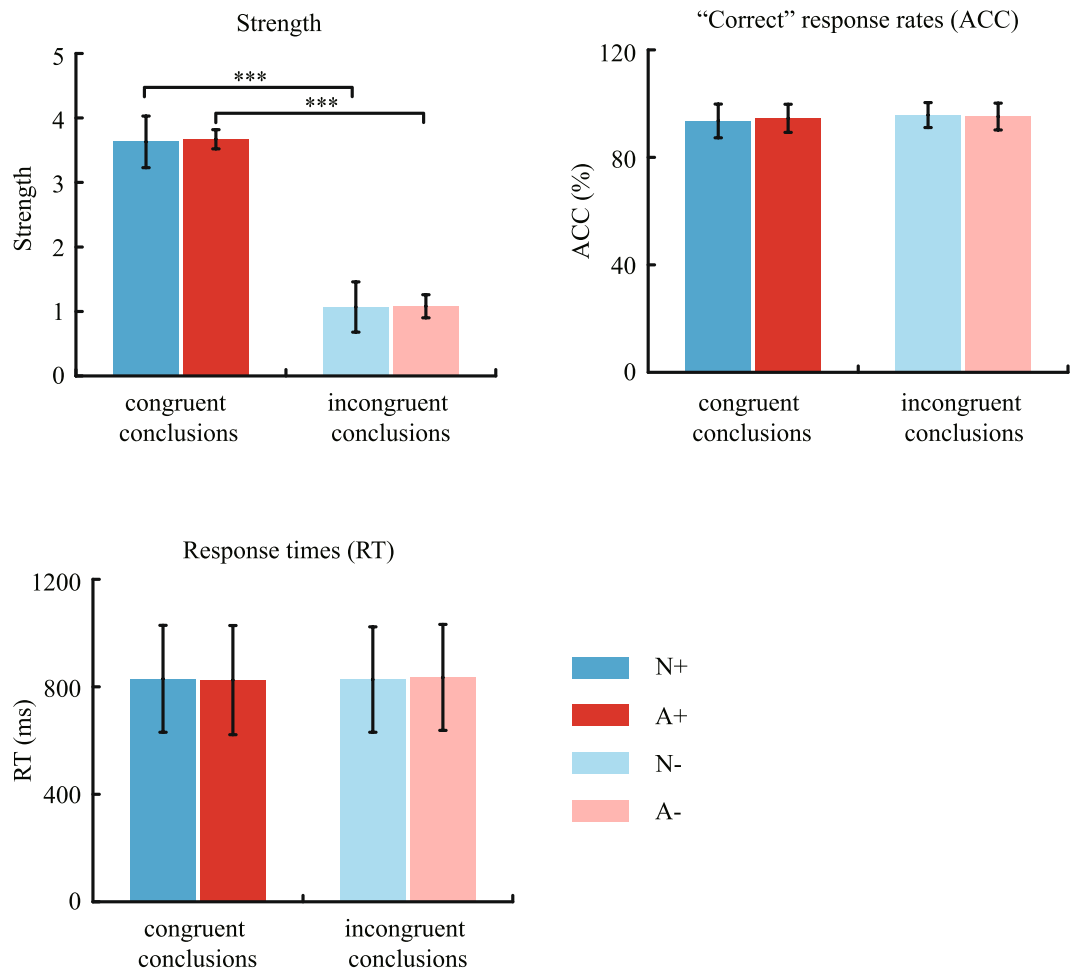 Strength
5
4
3
2
1
0
Strength
***
***
congruent
conclusions
incongruent
conclusions
“Correct” response rates (ACC)
120
80
40
0
ACC (%)
congruent
conclusions
incongruent
conclusions
Response times (RT)
1200
800
400
0
RT (ms)
congruent
conclusions
incongruent
conclusions
N+
A+
N-
A-